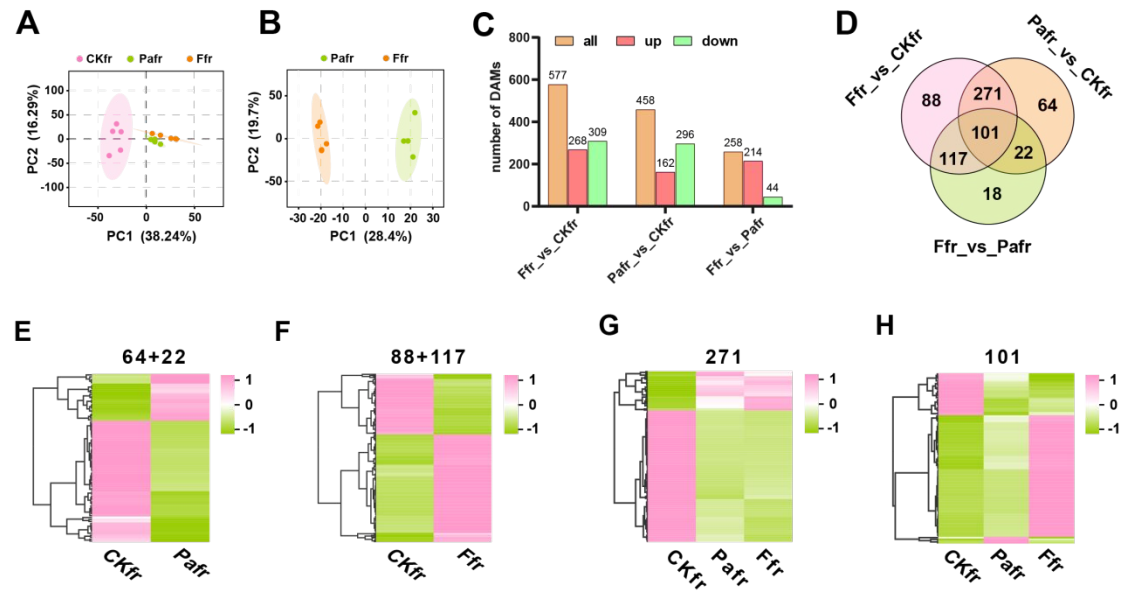 A
CKfr Pafr Ffr
PC2 (16.29%)
100
50
0
-50
-100
-50 0 50
PC1 (38.24%)
B
Pafr Ffr
PC2 (19.7%)
50
0
-50
-30 -20 -10 0 10 20 30
PC1 (28.4%)
C
all up down
number of DAMs
800
600
400
200
0
577 268 309
458 162 296
258 214 44
Ffr_vs_CKfr
Pafr_vs_CKfr
Ffr_vs_Pafr
D
Ffr_vs_CKfr
Pafr_vs_CKfr
88 271 64
101
117 22
18
Ffr_vs_Pafr
E
64+22
1
0
-1
CKfr Pafr
F
88+117
1
0
-1
CKfr Ffr
G
271
1
0
-1
CKfr Pafr Ffr
H
101
1
0
-1
CKfr Pafr Ffr